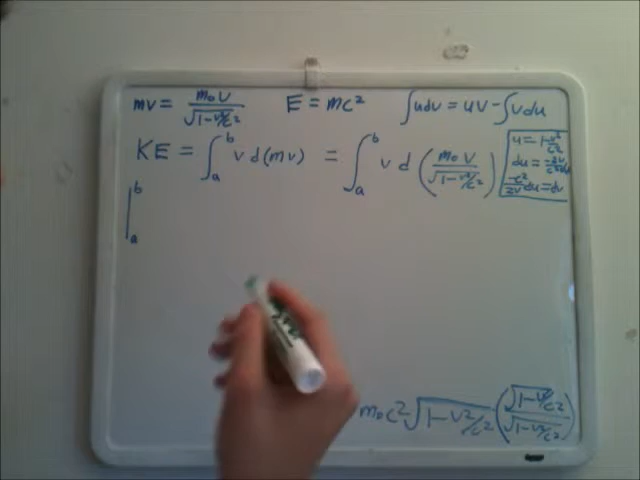 mv = m₀v/√(1-v²/c²) E = mc² ∫udv = uv - ∫vdu
KE = ∫ₐᵇ v d(mv) = ∫ₐᵇ v d(m₀v/√(1-v²/c²))
u = 1-v²/c²
du = -2v/c² dv
-c²/2v du = dv
|ₐᵇ
m₀c²√(1-v²/c²) (√(1-v²/c²)/√(1-v²/c²))